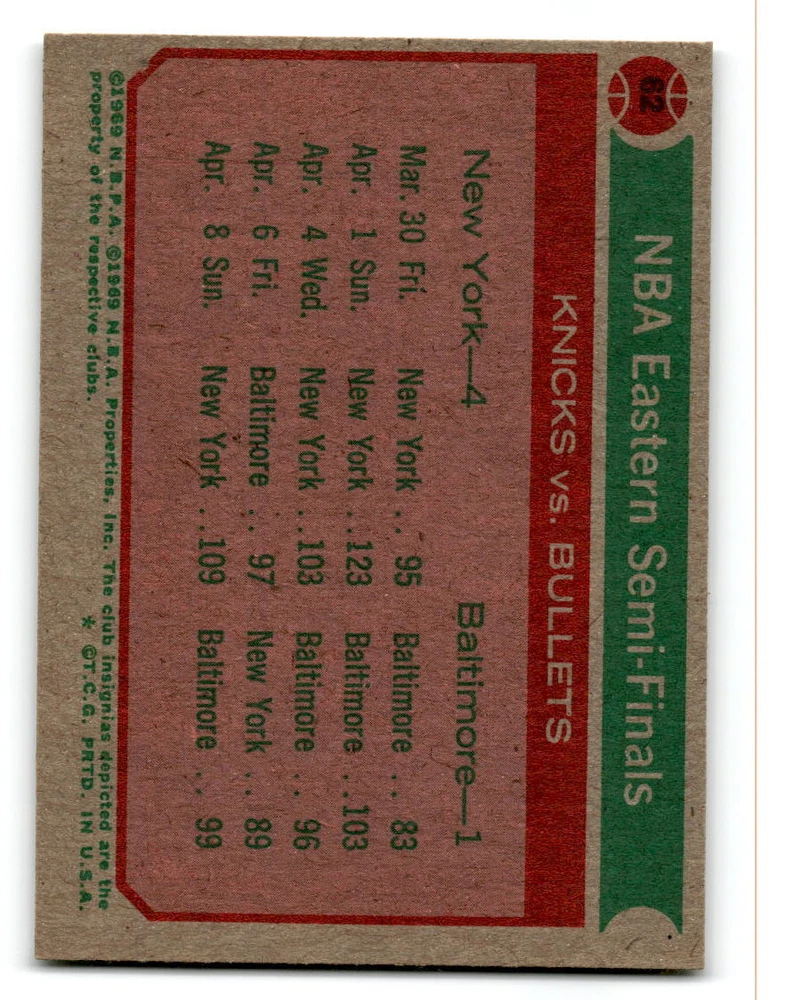 62
NBA Eastern Semi-Finals
KNICKS vs. BULLETS
New York—4 Baltimore—1
Mar. 30 Fri. New York .. 95 Baltimore .. 83
Apr. 1 Sun. New York ..123 Baltimore ..103
Apr. 4 Wed. New York ..103 Baltimore .. 96
Apr. 6 Fri. Baltimore .. 97 New York .. 89
Apr. 8 Sun. New York ..109 Baltimore .. 99
©1969 N.B.P.A. ©1969 N.B.A. Properties, Inc. The club insignias depicted are the
property of the respective clubs. * ©T.C.G. PRTD. IN U.S.A.